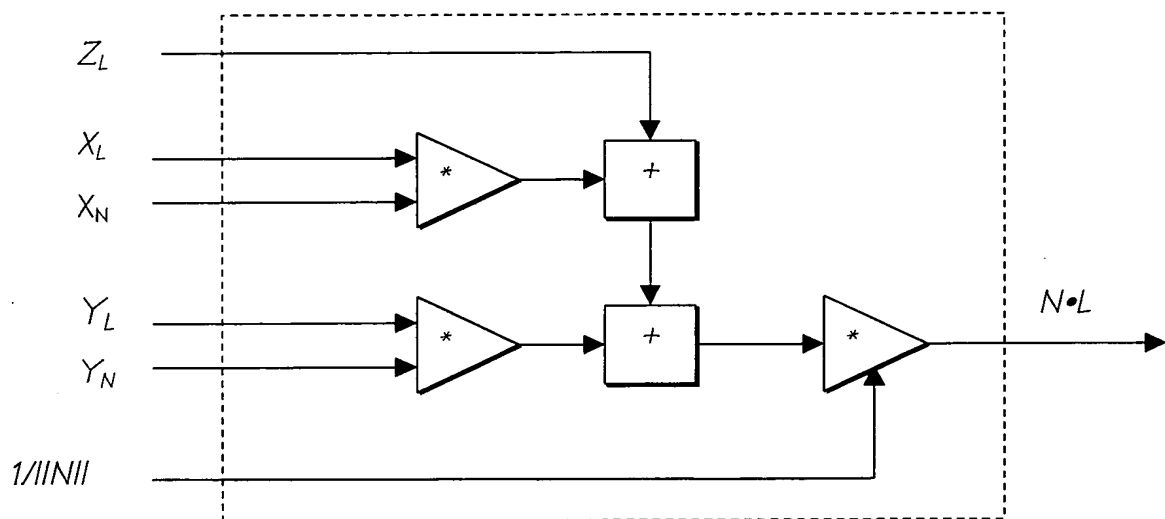 Z_L
X_L
*
+
X_N
Y_L
*
+
*
N•L
Y_N
1/||N||